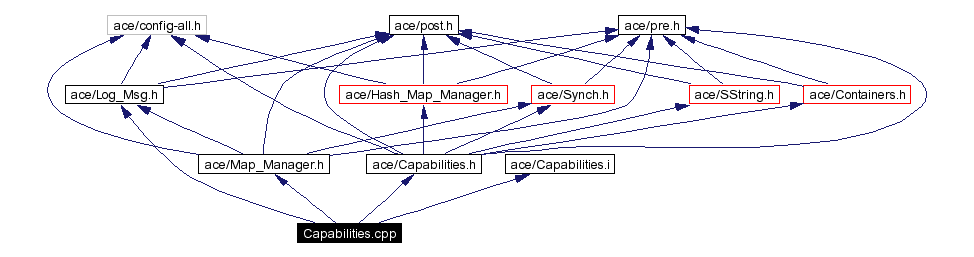 ace/config-all.h
ace/post.h
ace/pre.h
ace/Log_Msg.h
ace/Hash_Map_Manager.h
ace/Synch.h
ace/SString.h
ace/Containers.h
ace/Map_Manager.h
ace/Capabilities.h
ace/Capabilities.i
Capabilities.cpp